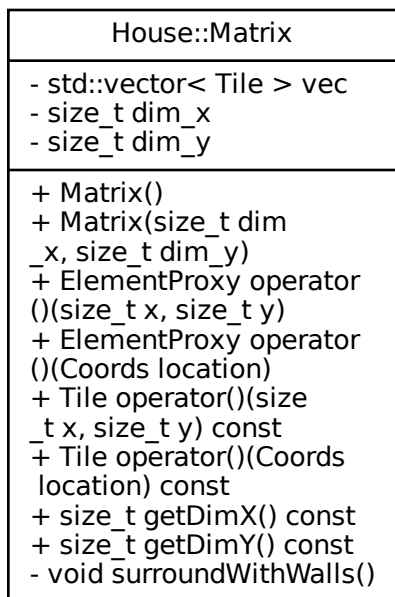 House::Matrix
- std::vector< Tile > vec
- size_t dim_x
- size_t dim_y
+ Matrix()
+ Matrix(size_t dim
_x, size_t dim_y)
+ ElementProxy operator
()(size_t x, size_t y)
+ ElementProxy operator
()(Coords location)
+ Tile operator()(size
_t x, size_t y) const
+ Tile operator()(Coords
location) const
+ size_t getDimX() const
+ size_t getDimY() const
- void surroundWithWalls()